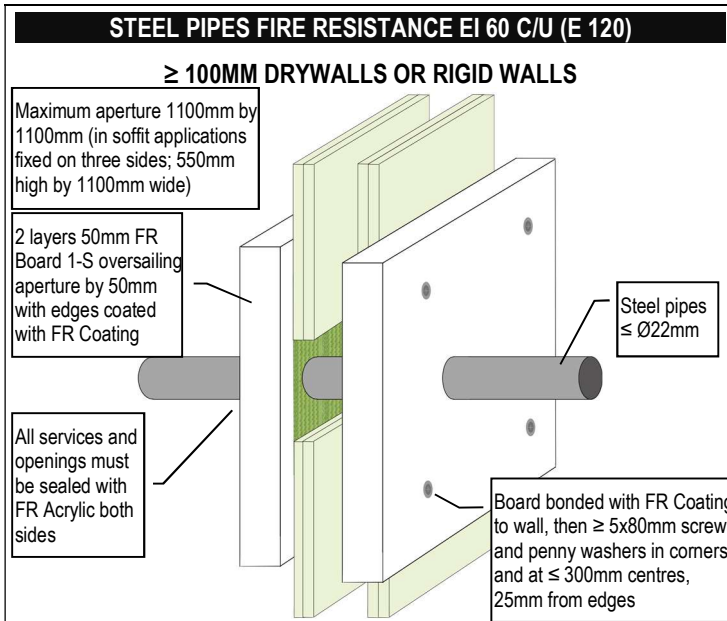 STEEL PIPES FIRE RESISTANCE EI 60 C/U (E 120)
≥ 100MM DRYWALLS OR RIGID WALLS
Maximum aperture 1100mm by
1100mm (in soffit applications
fixed on three sides; 550mm
high by 1100mm wide)
2 layers 50mm FR
Board 1-S oversailing
aperture by 50mm
with edges coated
with FR Coating
Steel pipes
≤ Ø22mm
All services and
openings must
be sealed with
FR Acrylic both
sides
Board bonded with FR Coating
to wall, then ≥ 5x80mm screw
and penny washers in corners
and at ≤ 300mm centres,
25mm from edges